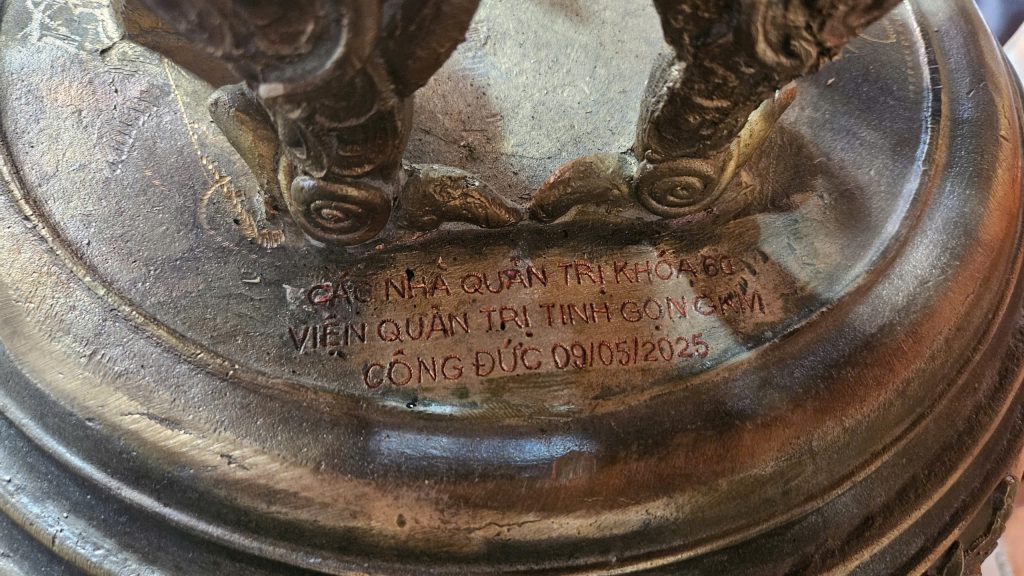 CÁC NHÀ QUẢN TRỊ KHÓA 60
VIỆN QUẢN TRỊ TINH GỌN GKM
CÔNG ĐỨC 09/05/2025